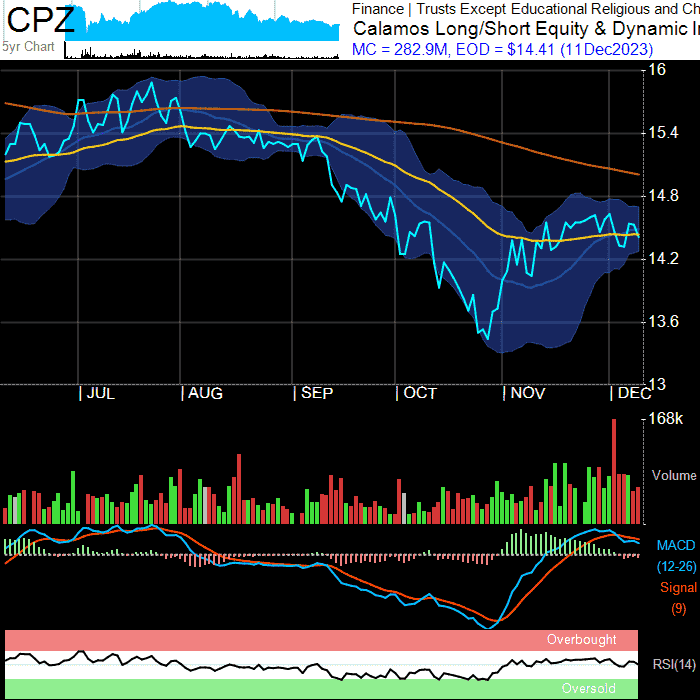 CPZ
5yr Chart
Finance | Trusts Except Educational Religious and Ch
Calamos Long/Short Equity & Dynamic I
MC = 282.9M, EOD = $14.41 (11Dec2023)
16
15.4
14.8
14.2
13.6
13
| JUL | AUG | SEP | OCT | NOV | DEC
168k
Volume
MACD
(12-26)
Signal
(9)
Overbought
RSI(14)
Oversold